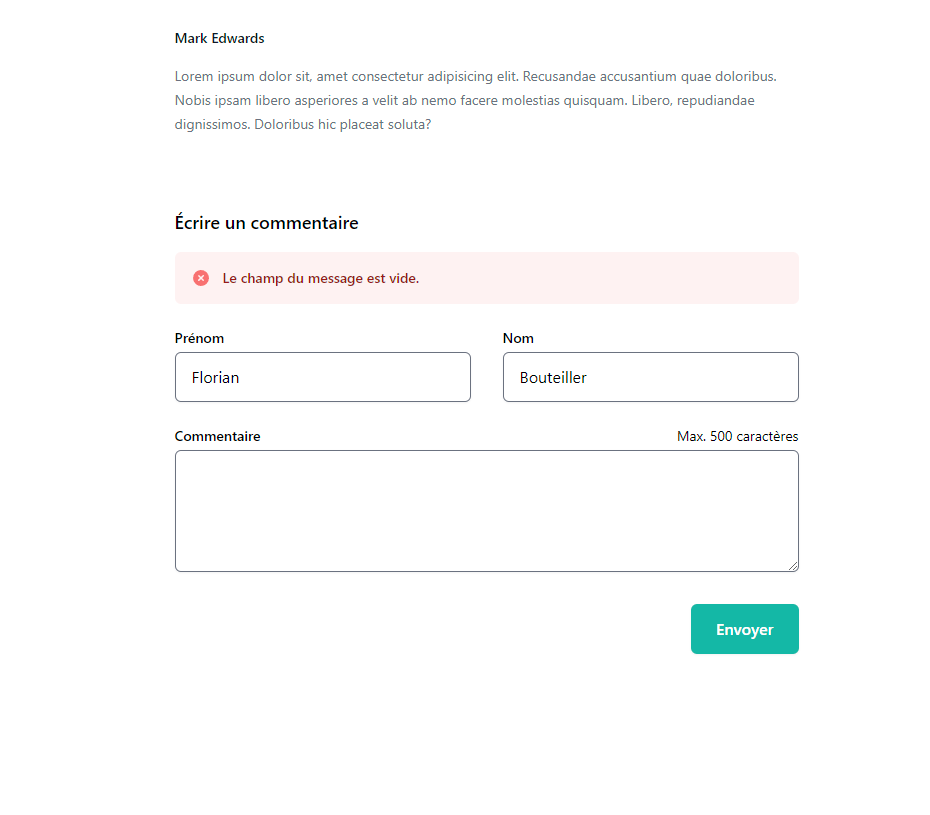 Mark Edwards
Lorem ipsum dolor sit, amet consectetur adipisicing elit. Recusandae accusantium quae doloribus.
Nobis ipsam libero asperiores a velit ab nemo facere molestias quisquam. Libero, repudiandae
dignissimos. Doloribus hic placeat soluta?
Écrire un commentaire
Le champ du message est vide.
Prénom
Nom
Florian
Bouteiller
Commentaire
Max. 500 caractères
Envoyer